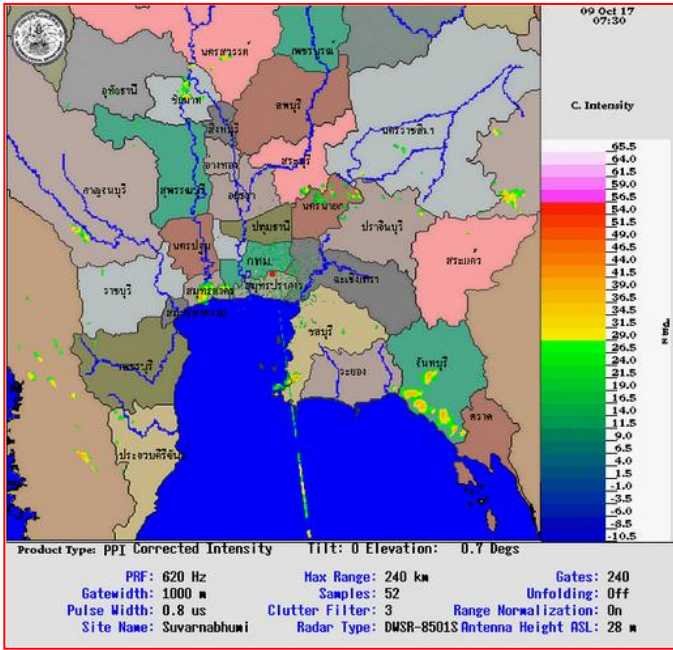 09 Oct 17
07:30
C. Intensity
นครสวรรค์
เพชรบูรณ์
อุทัยธานี
ชัยนาท
ลพบุรี
สิงห์บุรี
นครราชสีมา
อ่างทอง
สระบุรี
กาญจนบุรี
สุพรรณบุรี
อยุธยา
นครนายก
ปทุมธานี
ปราจีนบุรี
นครปฐม
กทม.
สระแก้ว
ราชบุรี
สมุทรสาคร
สมุทรปราการ
ฉะเชิงเทรา
สมุทรสงคราม
ชลบุรี
เพชรบุรี
ระยอง
จันทบุรี
ตราด
ประจวบคีรีขันธ์
65.5
64.0
61.5
59.0
56.5
54.0
51.5
49.0
46.5
44.0
41.5
39.0
36.5
34.0
31.5
29.0
26.5
24.0
21.5
19.0
16.5
14.0
11.5
9.0
6.5
4.0
1.5
-1.0
-3.5
-6.0
-8.5
-10.5
Product Type: PPI Corrected Intensity Tilt: 0 Elevation: 0.7 Degs
PRF: 620 Hz Max Range: 240 km Gates: 240
Gatewidth: 1000 m Samples: 52 Unfolding: Off
Pulse Width: 0.8 us Clutter Filter: 3 Range Normalization: On
Site Name: Suvarnabhumi Radar Type: DWSR-8501S Antenna Height ASL: 28 m